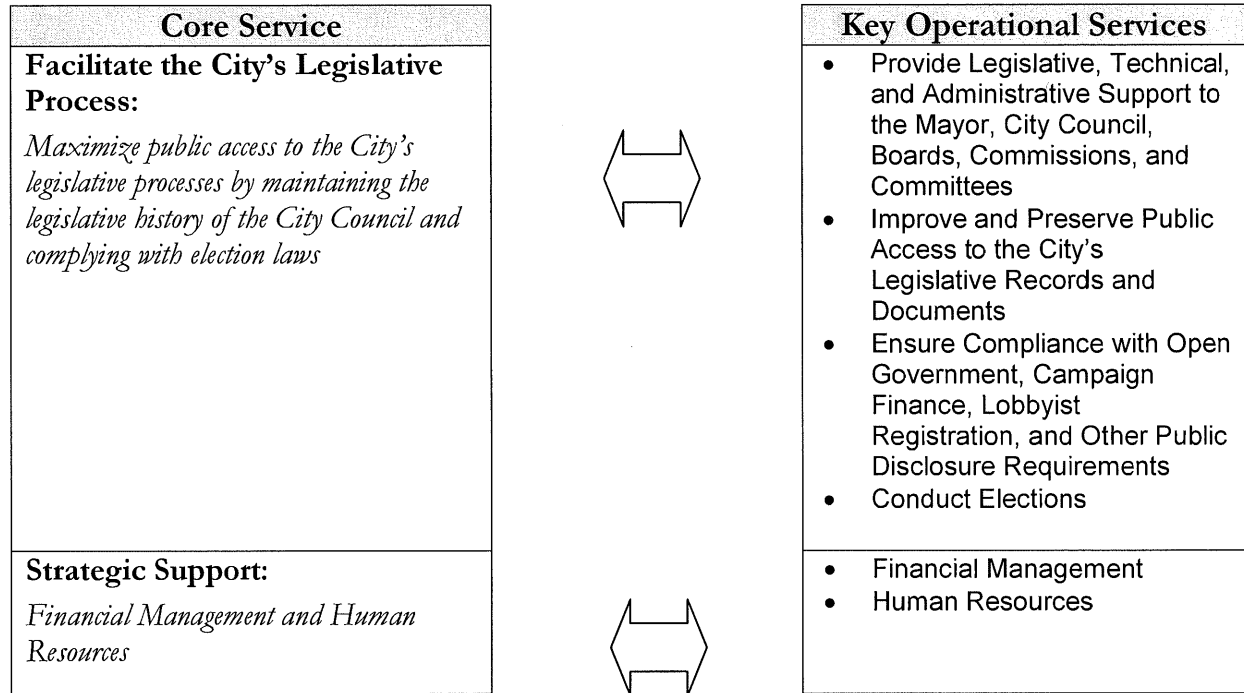 Core Service
Facilitate the City's Legislative
Process:
Maximize public access to the City's
legislative processes by maintaining the
legislative history of the City Council and
complying with election laws
Strategic Support:
Financial Management and Human
Resources
Key Operational Services
• Provide Legislative, Technical,
and Administrative Support to
the Mayor, City Council,
Boards, Commissions, and
Committees
• Improve and Preserve Public
Access to the City's
Legislative Records and
Documents
• Ensure Compliance with Open
Government, Campaign
Finance, Lobbyist
Registration, and Other Public
Disclosure Requirements
• Conduct Elections
• Financial Management
• Human Resources